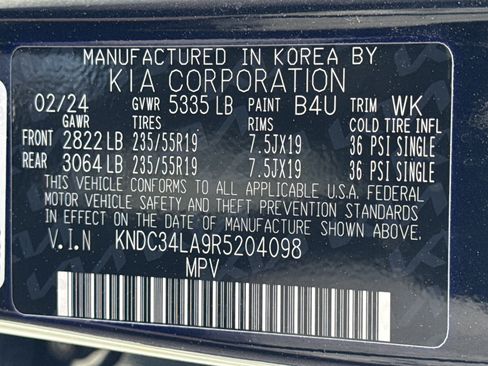 MANUFACTURED IN KOREA BY
KIA CORPORATION
02/24 GVWR 5335 LB PAINT B4U TRIM WK
GAWR TIRES RIMS COLD TIRE INFL
FRONT 2822 LB 235/55R19 7.5JX19 36 PSI SINGLE
REAR 3064 LB 235/55R19 7.5JX19 36 PSI SINGLE
THIS VEHICLE CONFORMS TO ALL APPLICABLE U.S.A. FEDERAL
MOTOR VEHICLE SAFETY AND THEFT PREVENTION STANDARDS
IN EFFECT ON THE DATE OF MANUFACTURE SHOWN ABOVE.
V.I.N KNDC34LA9R5204098
MPV